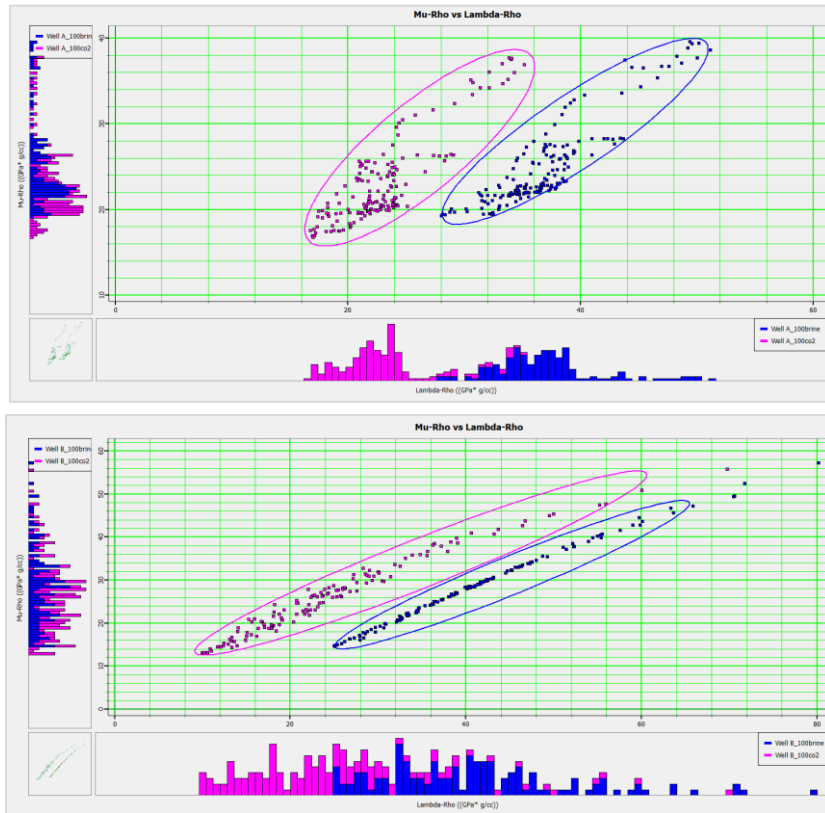 Mu-Rho vs Lambda-Rho
Well A_100brine
Well A_100co2
40
30
20
10
Mu-Rho ((GPa* g/cc))
0 20 40 60
Well A_100brine
Well A_100co2
Lambda-Rho ((GPa* g/cc))
Mu-Rho vs Lambda-Rho
Well B_100brine
Well B_100co2
60
50
40
30
20
10
0
Mu-Rho ((GPa* g/cc))
0 20 40 60 80
Well B_100brine
Well B_100co2
Lambda-Rho ((GPa* g/cc))